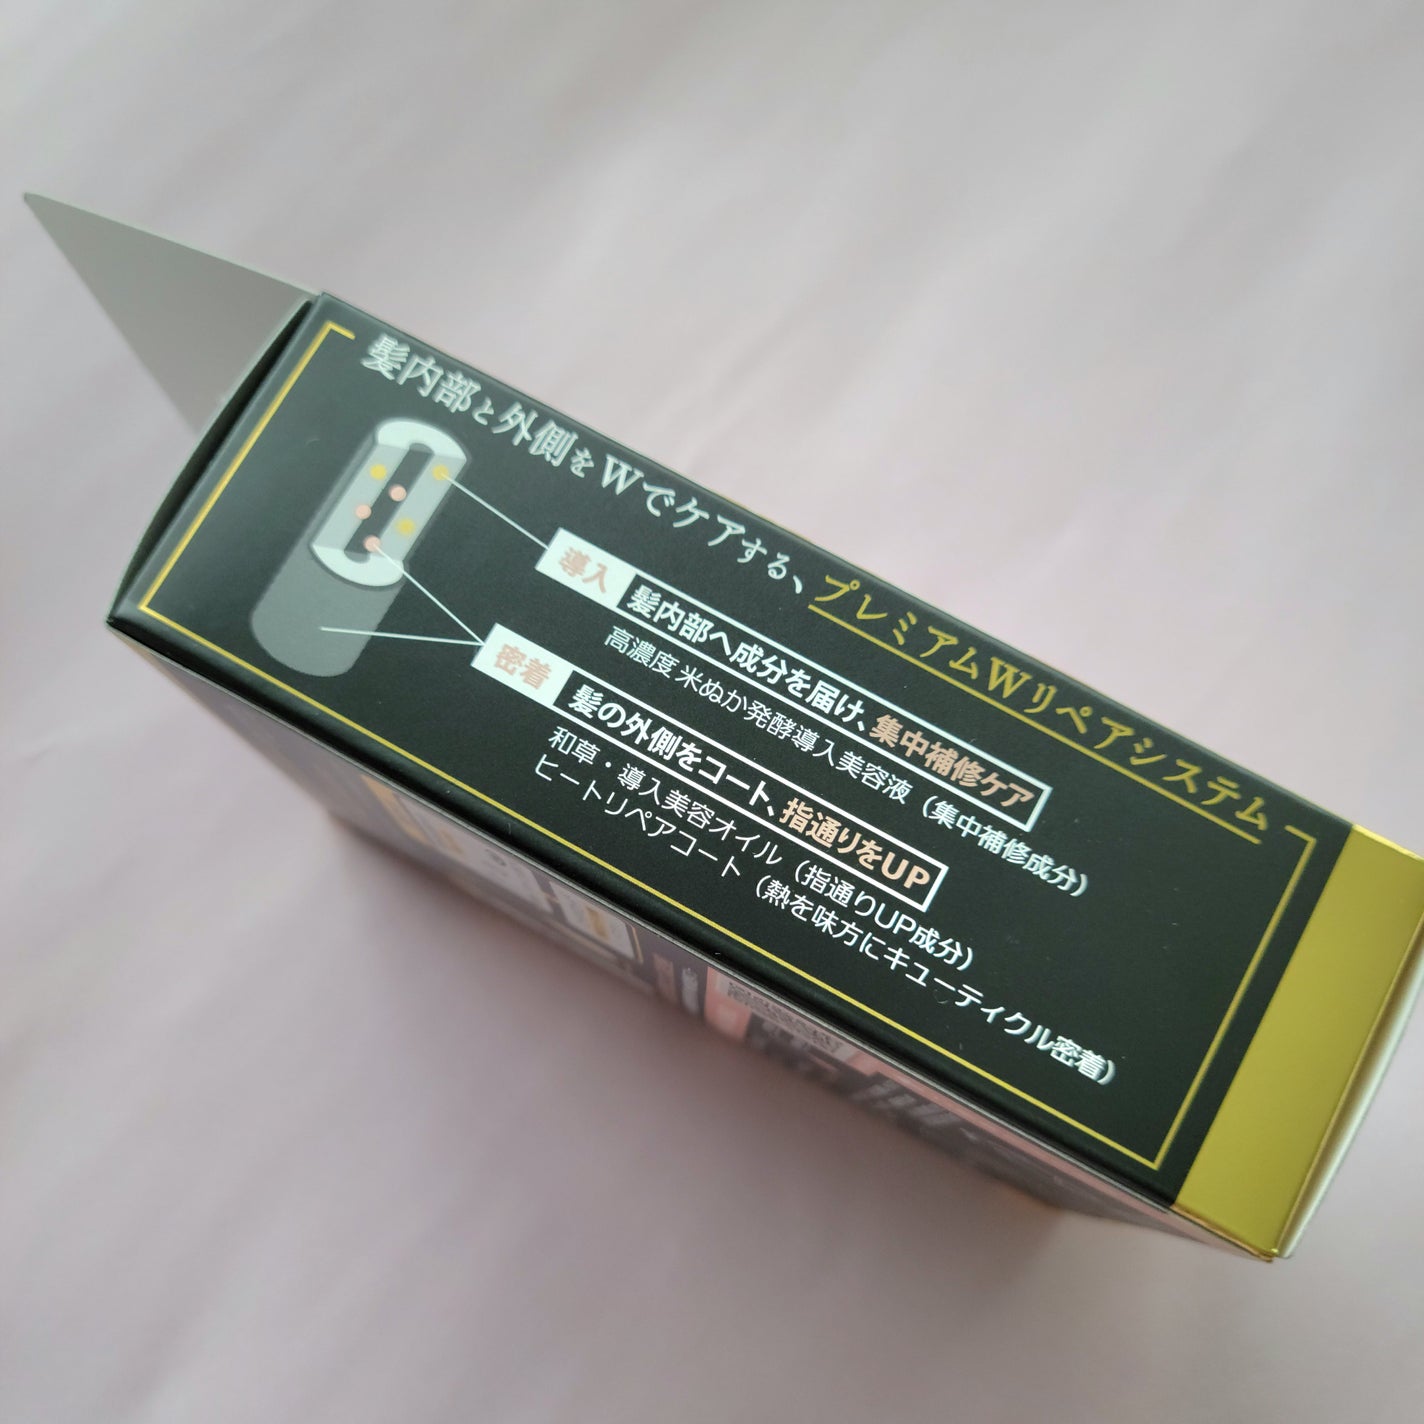 髪内部と外側をWでケアする、プレミアムWリペアシステム
導入 髪内部へ成分を届け、集中補修ケア
高濃度 米ぬか発酵導入美容液（集中補修成分）
密着 髪の外側をコート、指通りをUP
和草・導入美容オイル（指通りUP成分）
ヒートリペアコート（熱を味方にキューティクル密着）